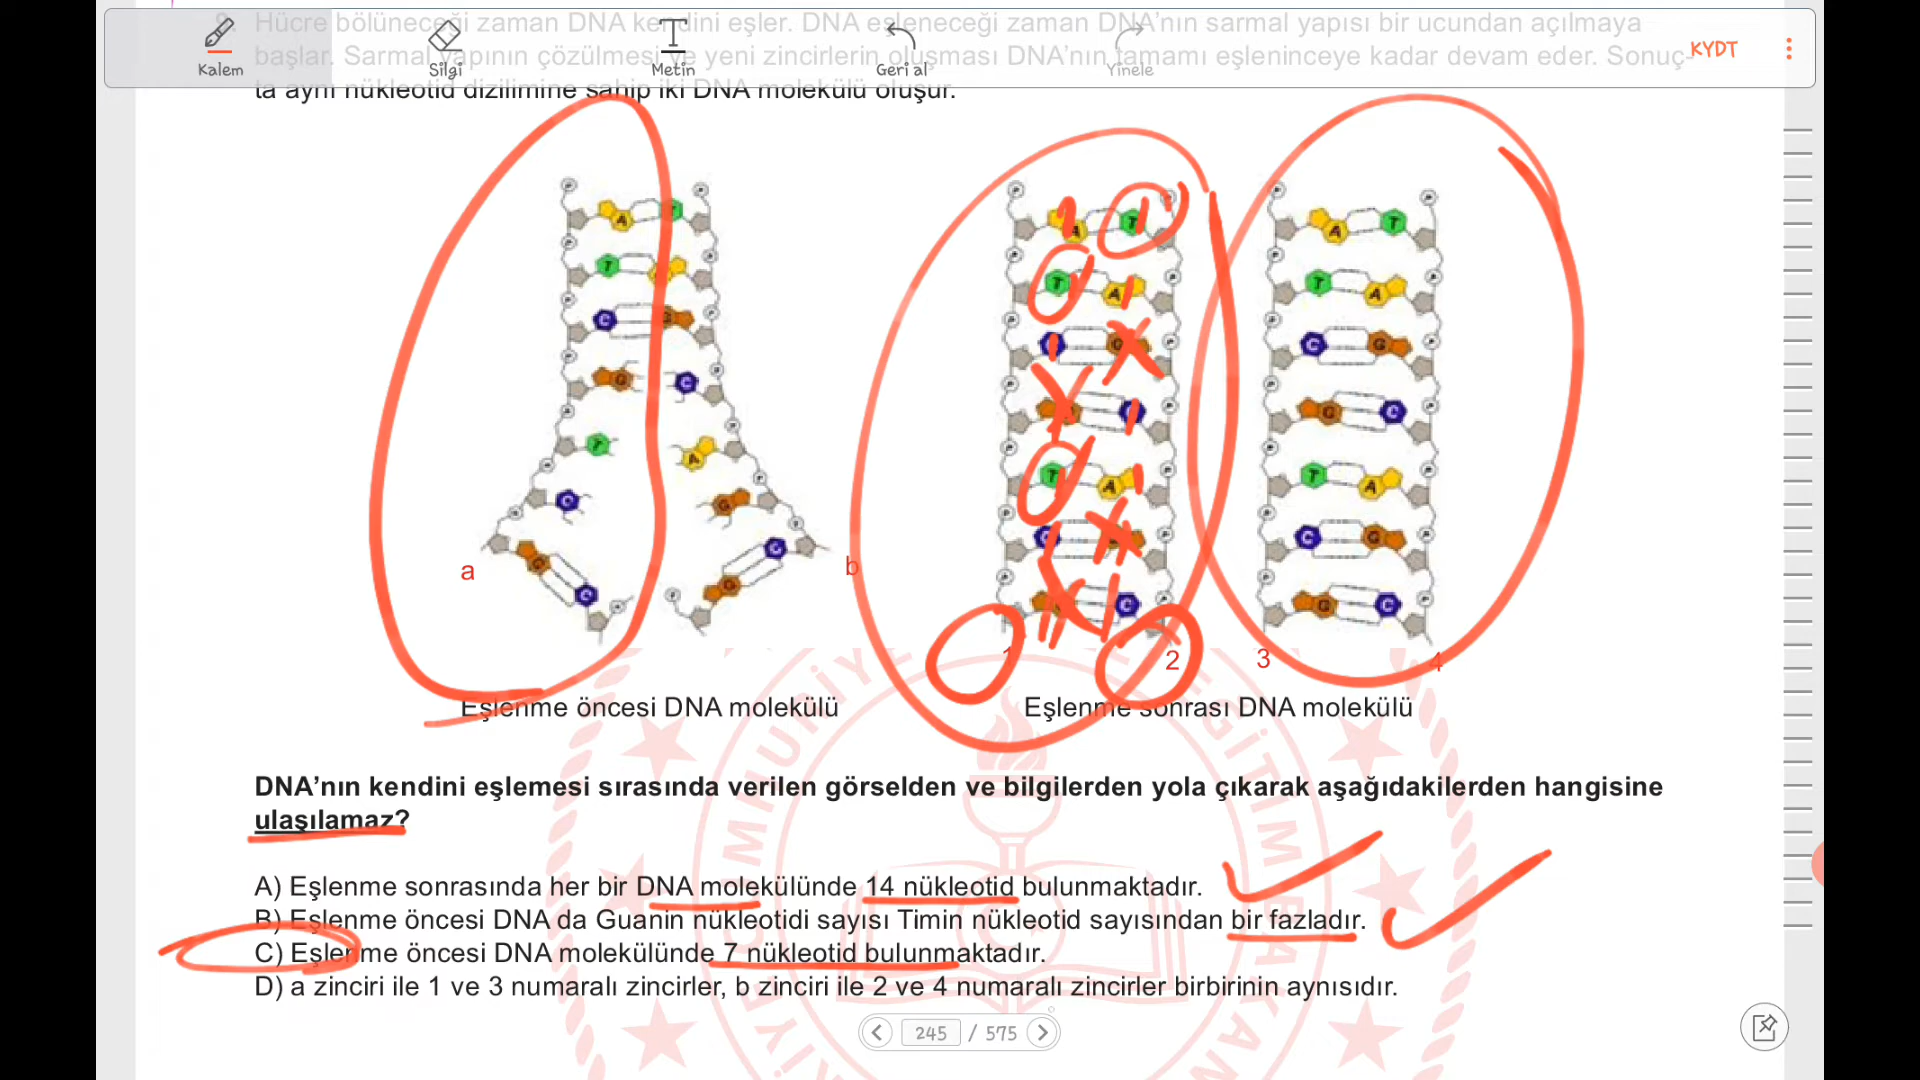 9. Hücre bölüneceği zaman DNA kendini eşler. DNA eşleneceği zaman DNA’nın sarmal yapısı bir ucundan açılmaya
başlar. Sarmal yapının çözülmesi ve yeni zincirlerin oluşması DNA’nın tamamı eşleninceye kadar devam eder. Sonuç-
ta aynı nükleotid dizilimine sahip iki DNA molekülü oluşur.
Kalem
Silgi
Metin
Geri al
Yinele
KYDT
a
b
1
2
3
4
Eşlenme öncesi DNA molekülü
Eşlenme sonrası DNA molekülü
DNA’nın kendini eşlemesi sırasında verilen görselden ve bilgilerden yola çıkarak aşağıdakilerden hangisine
ulaşılamaz?
A) Eşlenme sonrasında her bir DNA molekülünde 14 nükleotid bulunmaktadır.
B) Eşlenme öncesi DNA da Guanin nükleotidi sayısı Timin nükleotid sayısından bir fazladır.
C) Eşlenme öncesi DNA molekülünde 7 nükleotid bulunmaktadır.
D) a zinciri ile 1 ve 3 numaralı zincirler, b zinciri ile 2 ve 4 numaralı zincirler birbirinin aynısıdır.
245 / 575